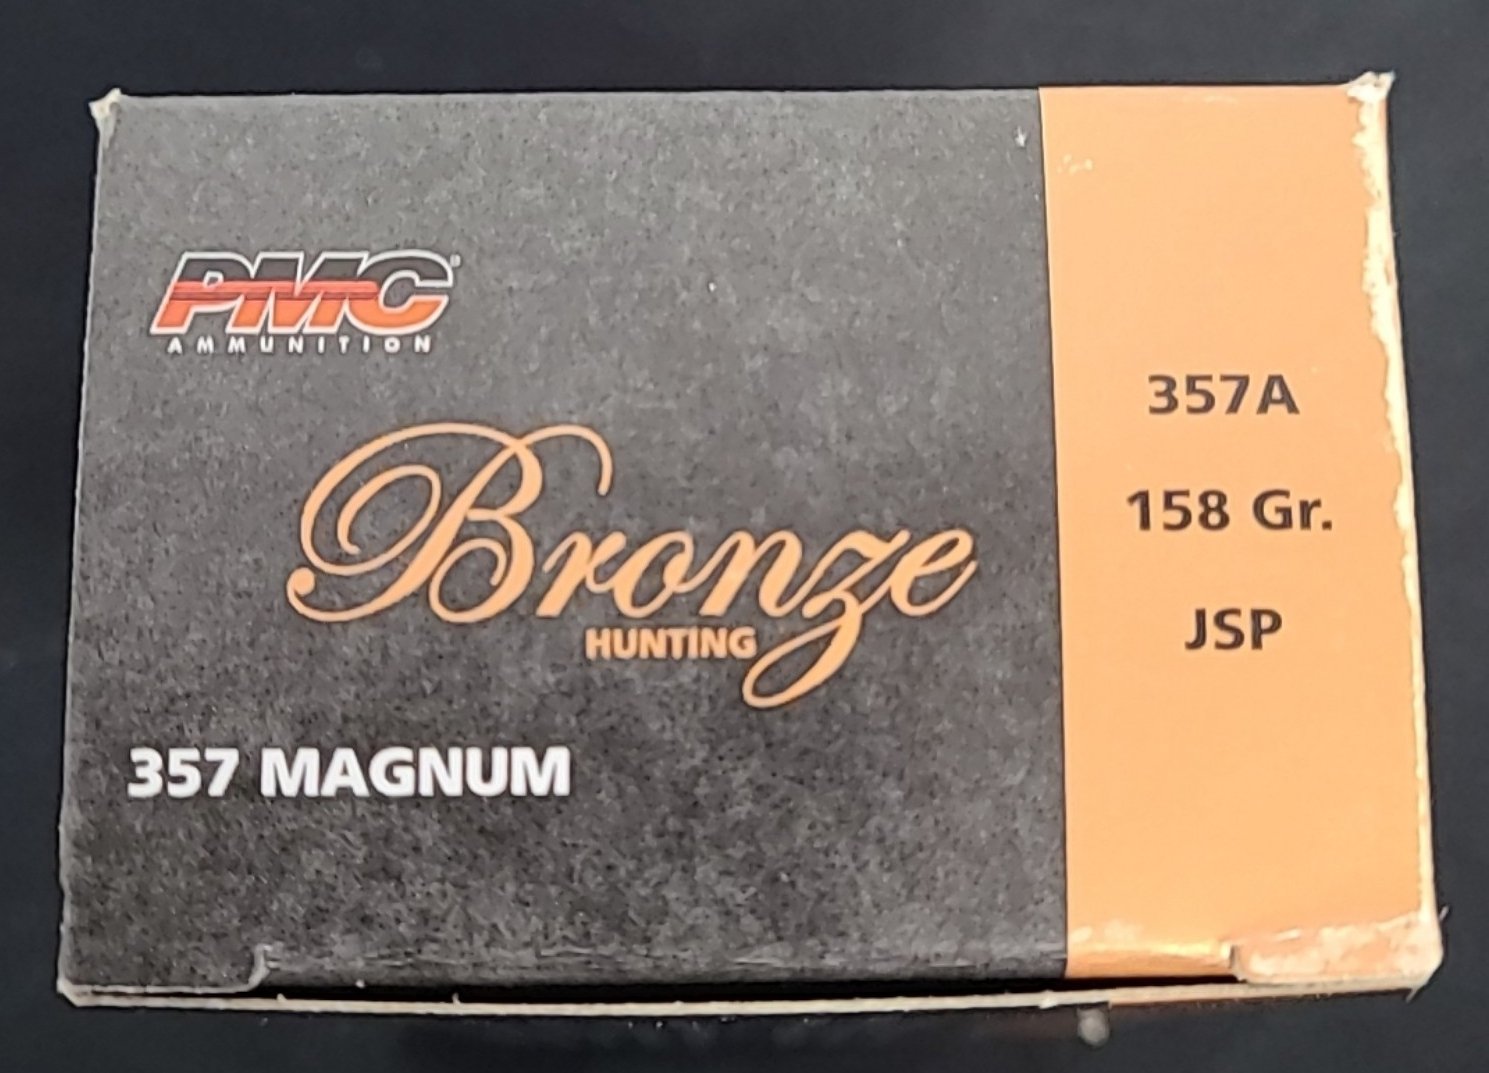 PMC®
AMMUNITION
Bronze
HUNTING
357 MAGNUM
357A
158 Gr.
JSP